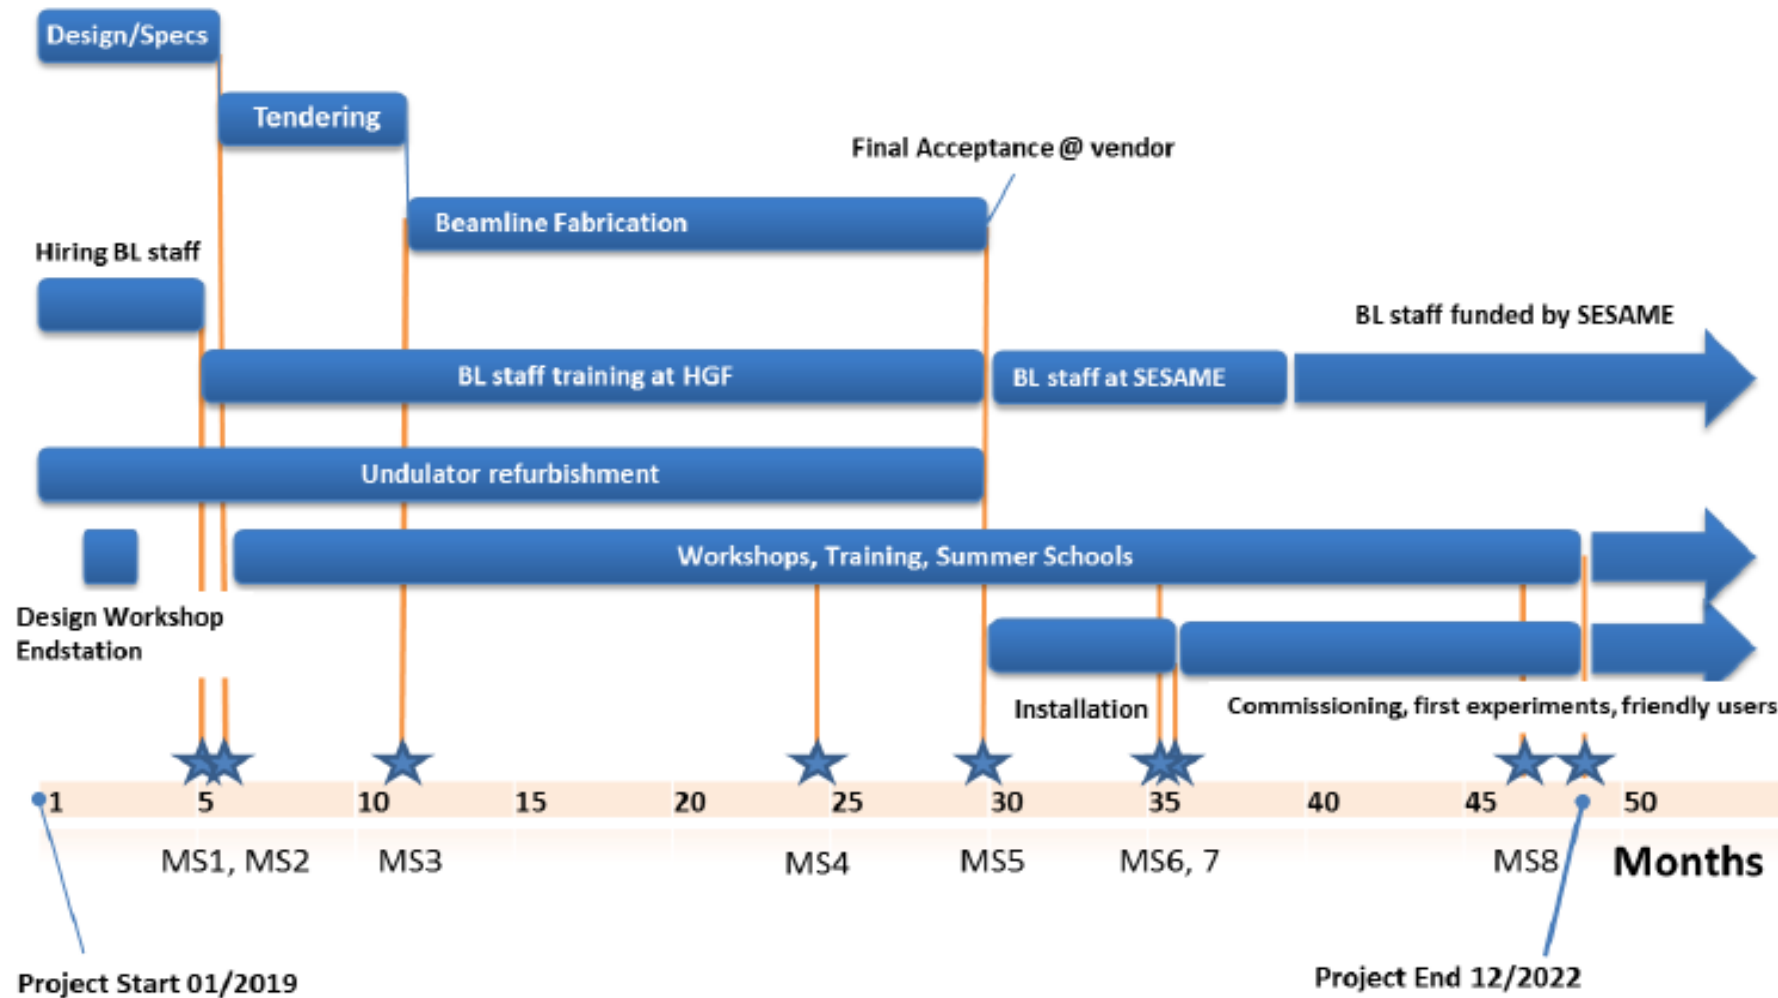 Design/Specs
Tendering
Final Acceptance @ vendor
Beamline Fabrication
Hiring BL staff
BL staff funded by SESAME
BL staff training at HGF
BL staff at SESAME
Undulator refurbishment
Workshops, Training, Summer Schools
Design Workshop
Endstation
Installation
Commissioning, first experiments, friendly users
1 5 10 15 20 25 30 35 40 45 50
MS1, MS2 MS3 MS4 MS5 MS6, 7 MS8 Months
Project Start 01/2019
Project End 12/2022